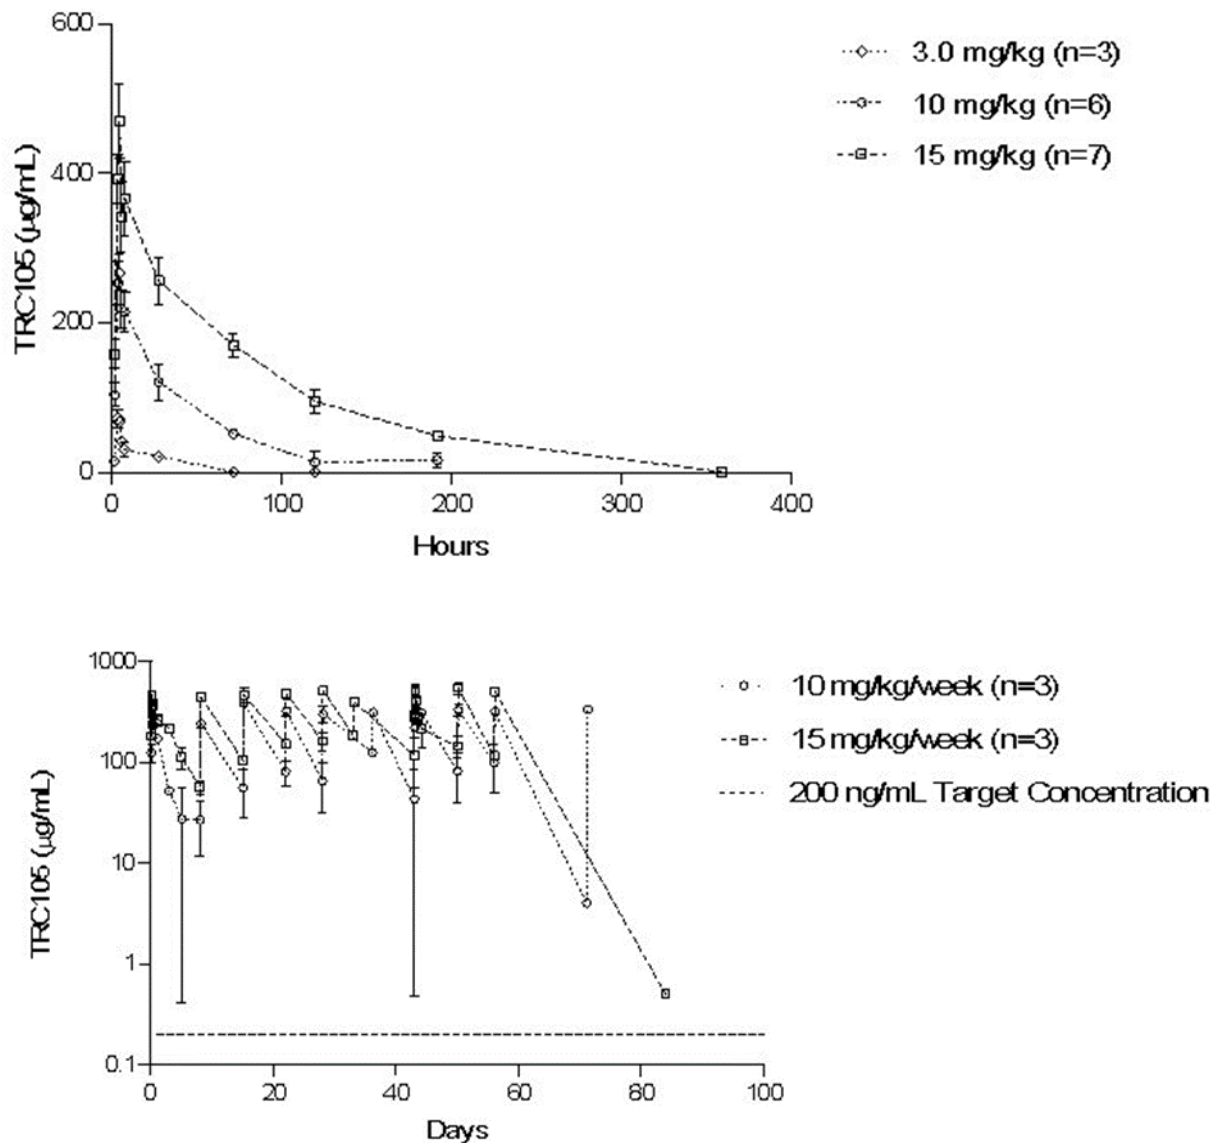 600
400
200
0
TRC105 (µg/mL)
0 100 200 300 400
Hours
3.0 mg/kg (n=3)
10 mg/kg (n=6)
15 mg/kg (n=7)
1000
100
10
1
0.1
TRC105 (µg/mL)
0 20 40 60 80 100
Days
10 mg/kg/week (n=3)
15 mg/kg/week (n=3)
200 ng/mL Target Concentration